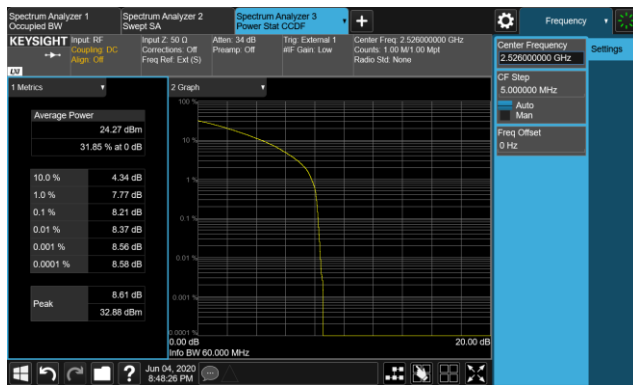 Spectrum Analyzer 1
Occupied BW
Spectrum Analyzer 2
Swept SA
Spectrum Analyzer 3
Power Stat CCDF
Frequency
KEYSIGHT
Input: RF
Coupling: DC
Align: Off
Input Z: 50 Ω
Corrections: Off
Freq Ref: Ext (S)
Atten: 34 dB
Preamp: Off
Trig: External 1
#IF Gain: Low
Center Freq: 2.526000000 GHz
Counts: 1.00 M/1.00 Mpt
Radio Std: None
LXI
Center Frequency
2.526000000 GHz
Settings
CF Step
5.000000 MHz
Auto
Man
Freq Offset
0 Hz
1 Metrics
Average Power
24.27 dBm
31.85 % at 0 dB
10.0 % 4.34 dB
1.0 % 7.77 dB
0.1 % 8.21 dB
0.01 % 8.37 dB
0.001 % 8.56 dB
0.0001 % 8.58 dB
Peak
8.61 dB
32.88 dBm
2 Graph
100 %
10 %
1 %
0.1 %
0.01 %
0.001 %
0.0001 %
0.00 dB
20.00 dB
Info BW 60.000 MHz
?
Jun 04, 2020
8:48:26 PM